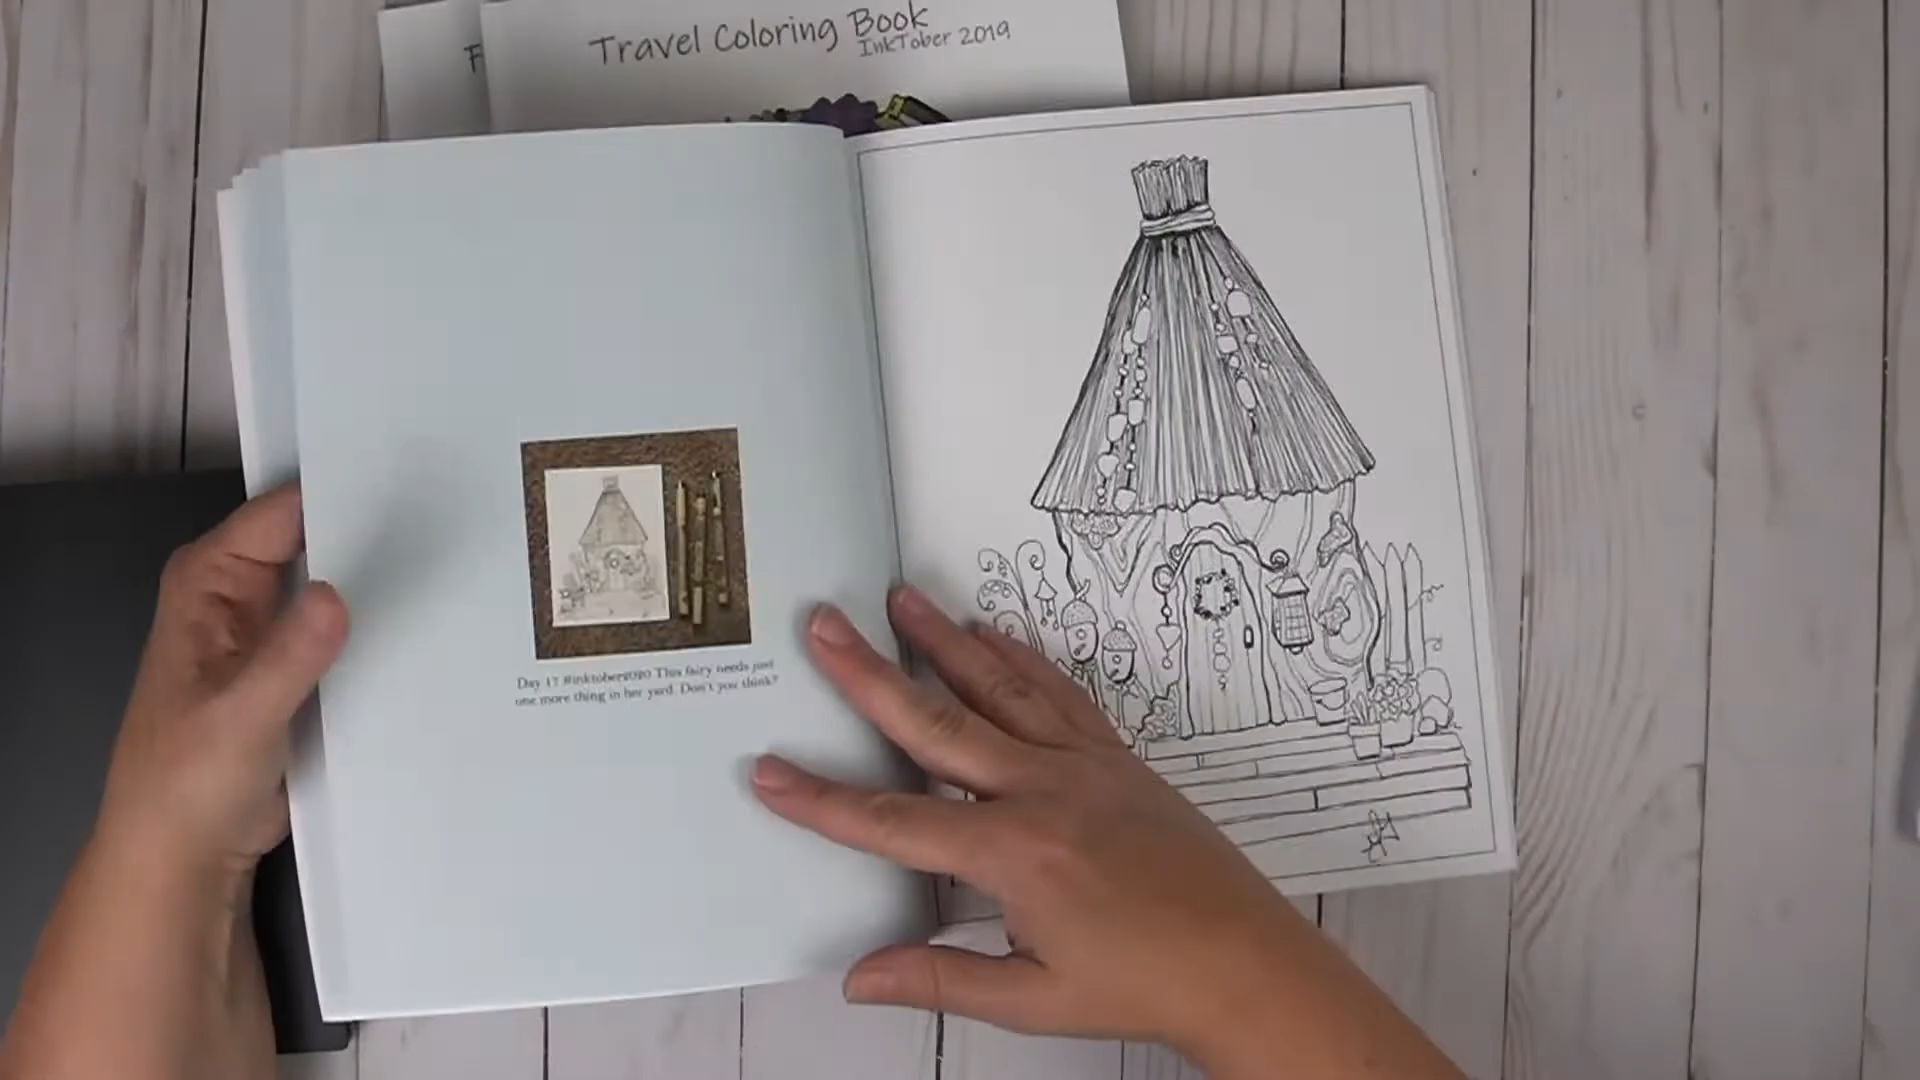 Travel Coloring Book
InkTober 2019
Day 17 #inktober2020 This fairy needs just
one more thing in her yard. Don't you think?